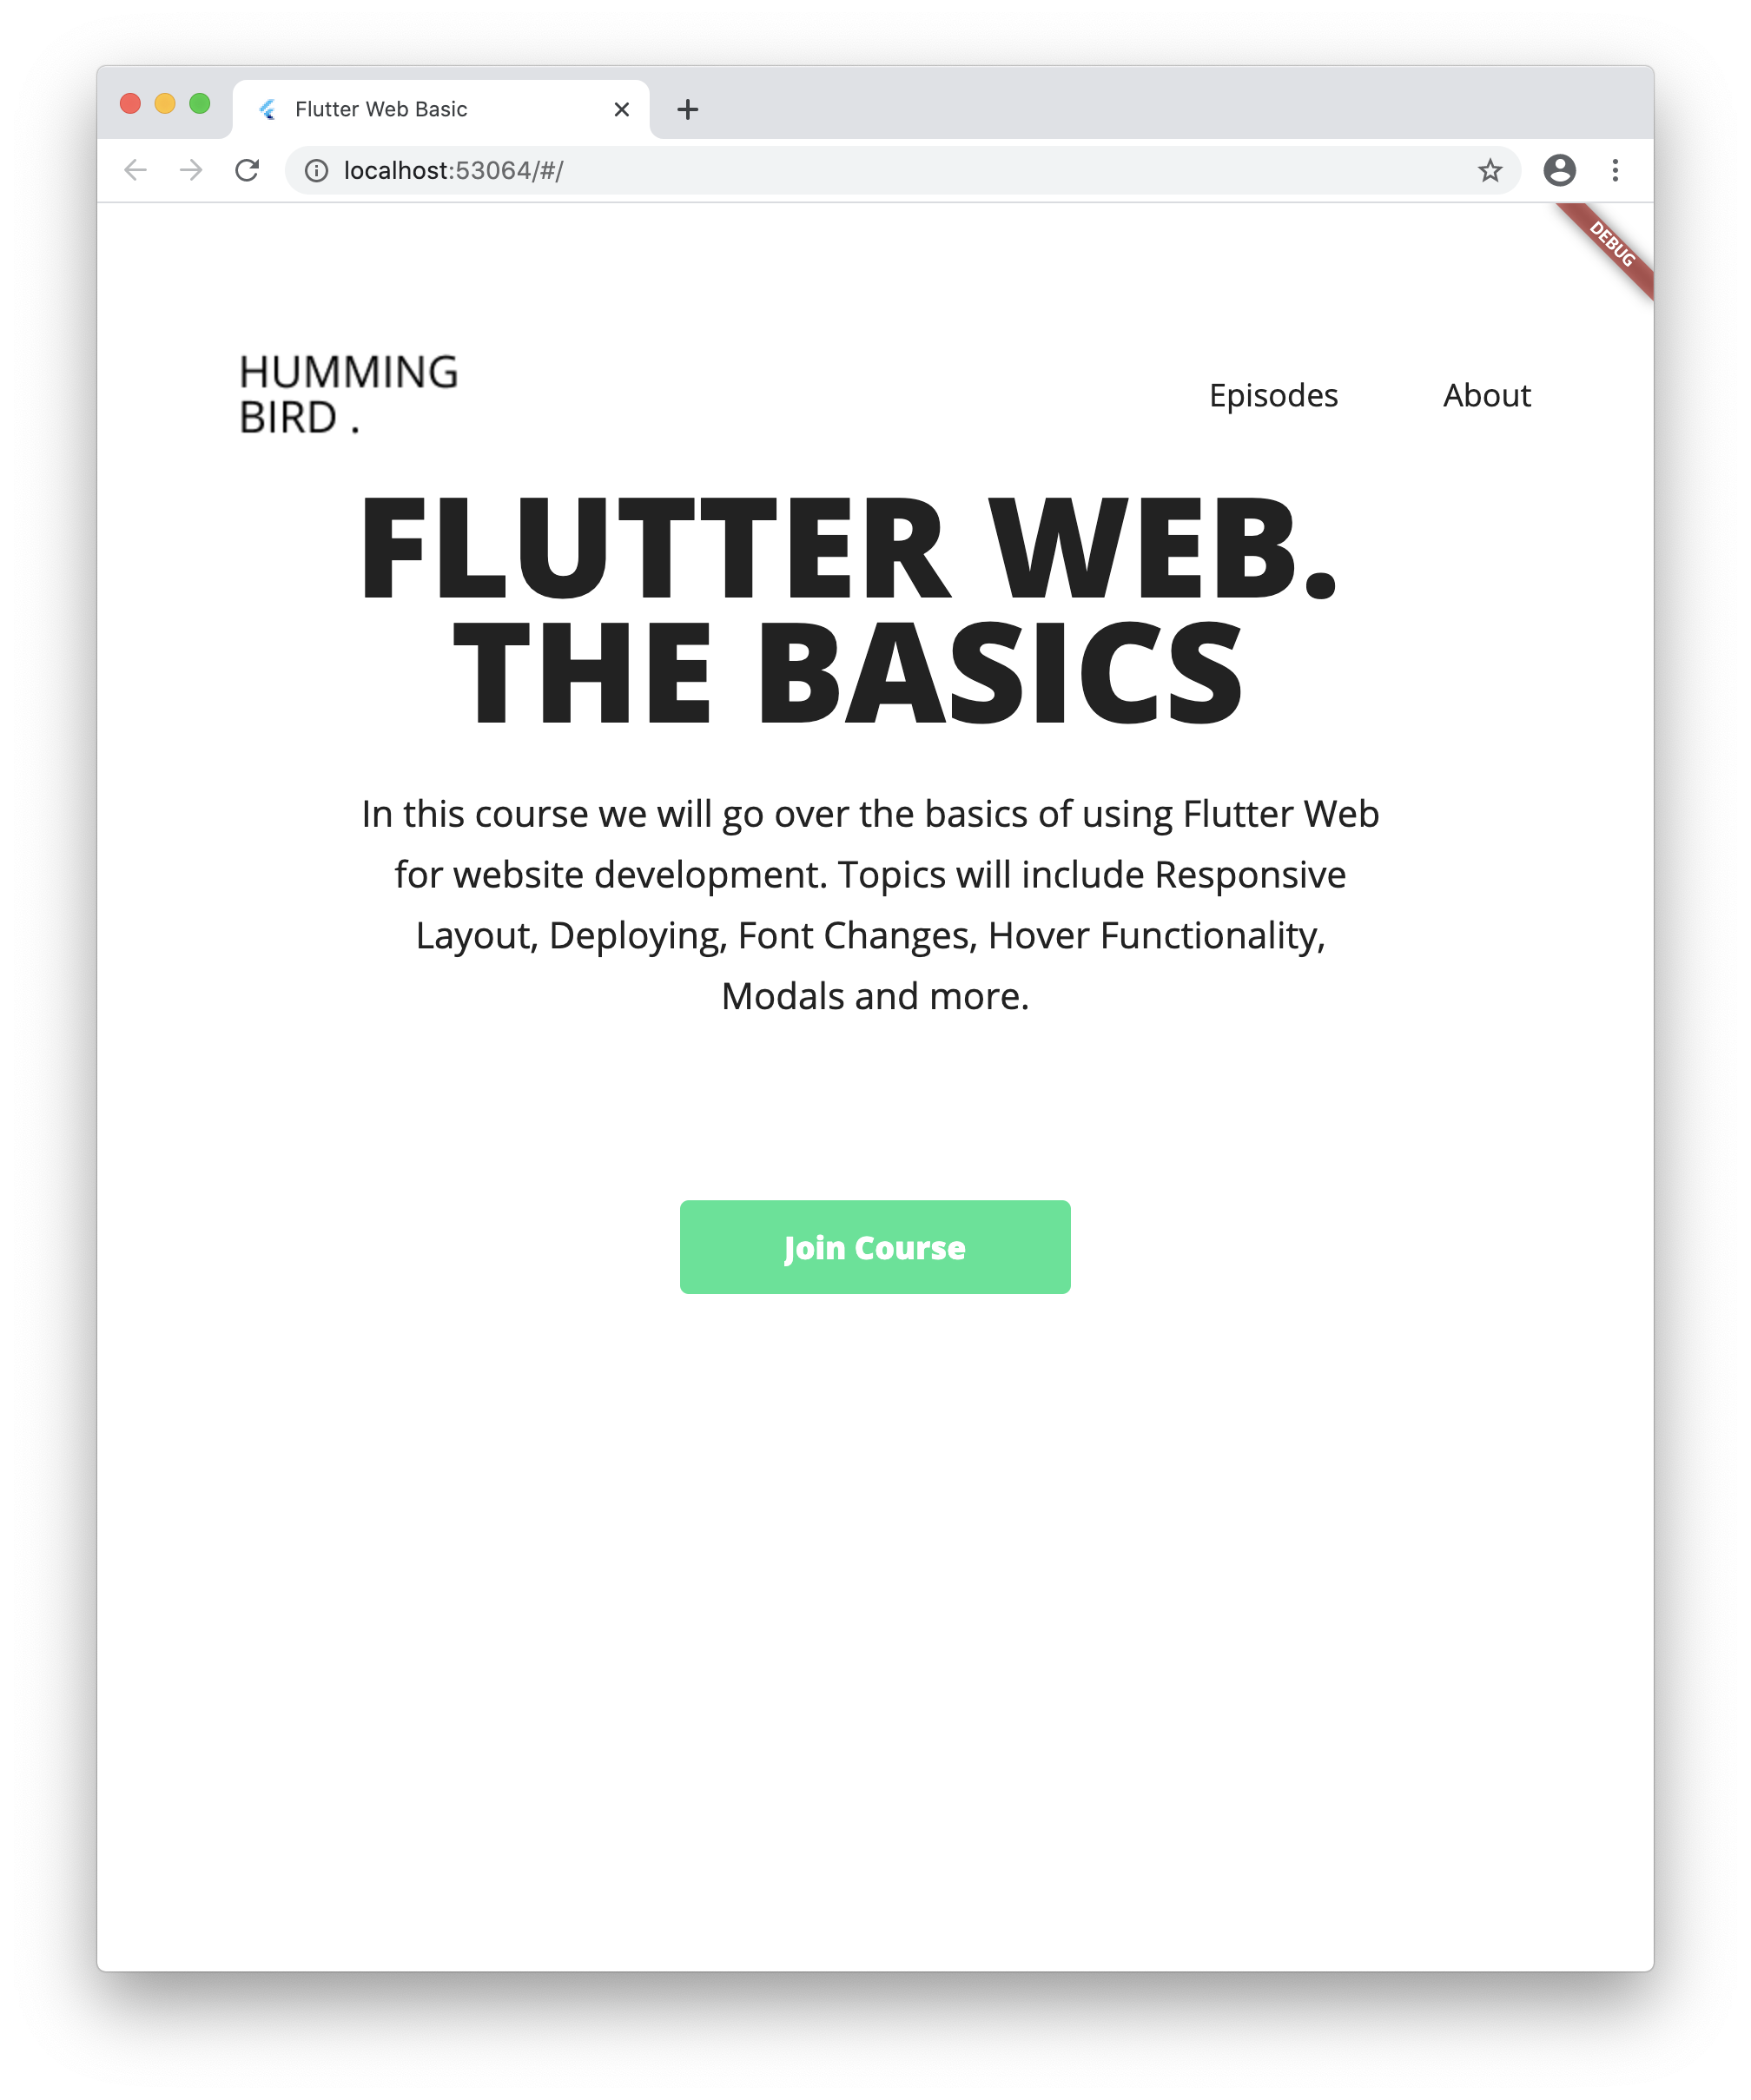 Flutter Web Basic
localhost:53064/#/
DEBUG
HUMMING
BIRD .
Episodes
About
FLUTTER WEB.
THE BASICS
In this course we will go over the basics of using Flutter Web
for website development. Topics will include Responsive
Layout, Deploying, Font Changes, Hover Functionality,
Modals and more.
Join Course